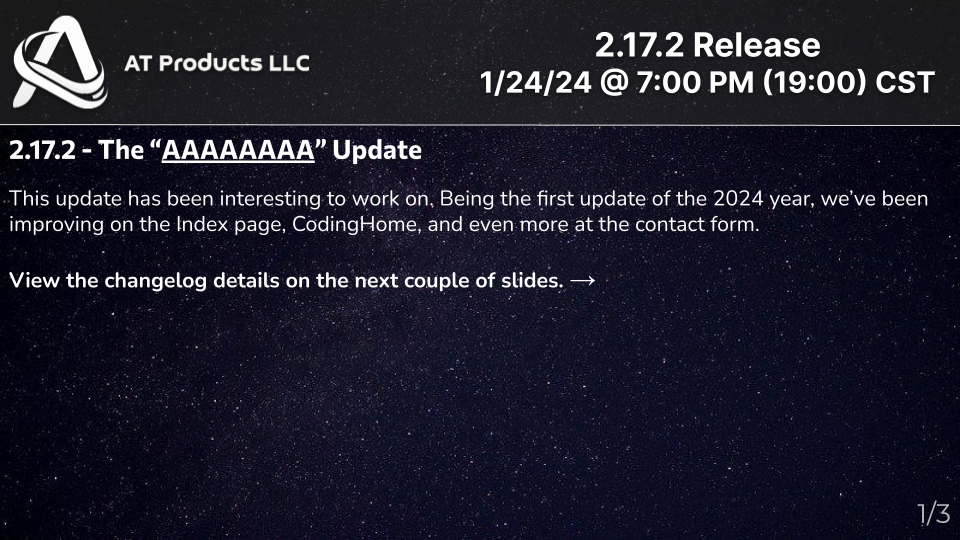 AT Products LLC
2.17.2 Release
1/24/24 @ 7:00 PM (19:00) CST
2.17.2 - The “AAAAAAAA” Update
This update has been interesting to work on, Being the first update of the 2024 year, we’ve been
improving on the Index page, CodingHome, and even more at the contact form.
View the changelog details on the next couple of slides. →
1/3